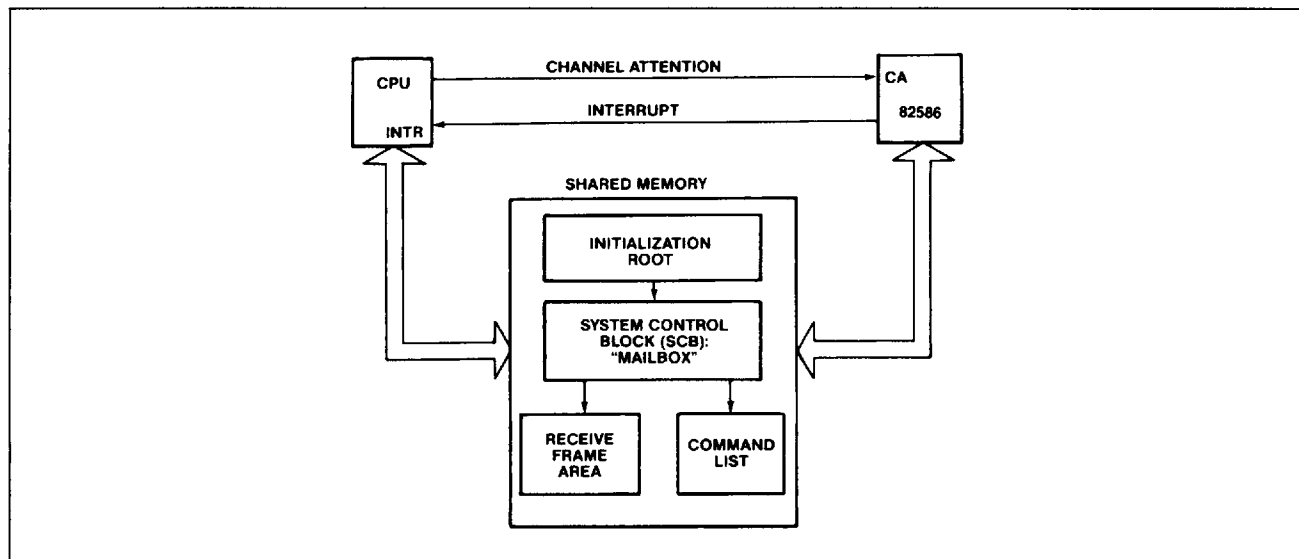 CHANNEL ATTENTION
CPU
CA
82586
INTERRUPT
INTR
SHARED MEMORY
INITIALIZATION
ROOT
SYSTEM CONTROL
BLOCK (SCB):
"MAILBOX"
RECEIVE
FRAME
AREA
COMMAND
LIST